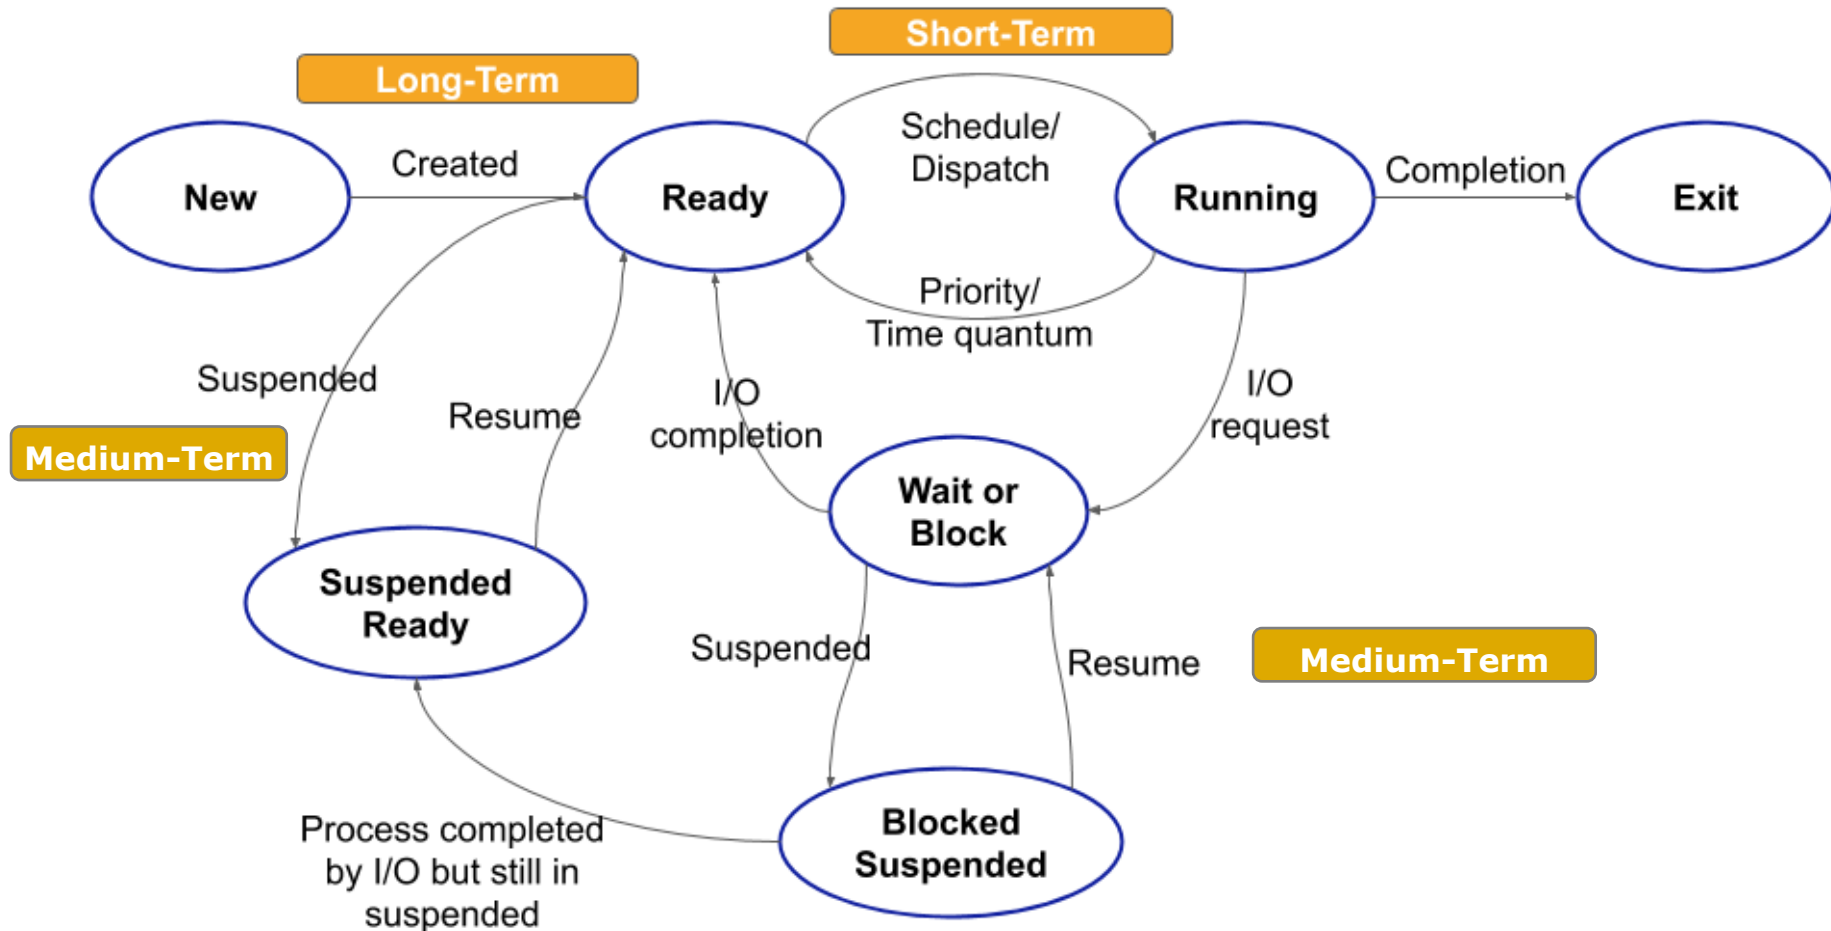 Short-Term
Long-Term
New
Created
Ready
Schedule/
Dispatch
Running
Completion
Exit
Priority/
Time quantum
Suspended
Resume
I/O
completion
I/O
request
Medium-Term
Wait or
Block
Suspended
Ready
Suspended
Resume
Medium-Term
Process completed
by I/O but still in
suspended
Blocked
Suspended